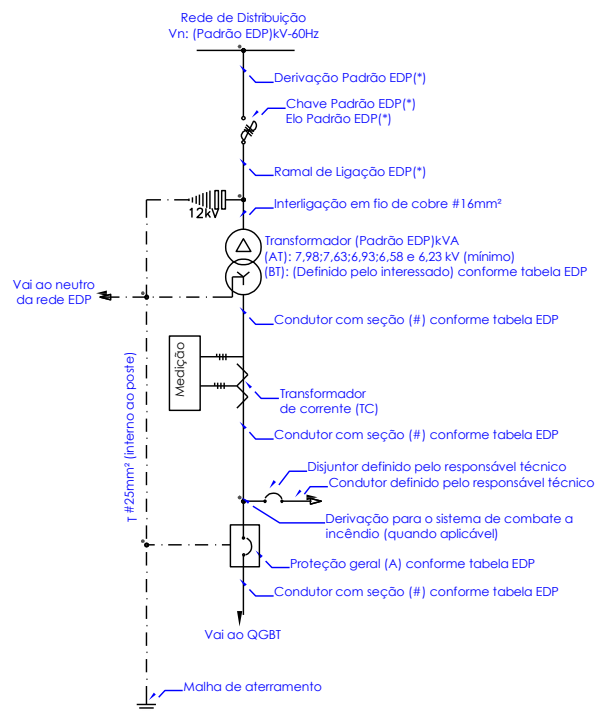 Rede de Distribuição
Vn: (Padrão EDP)kV-60Hz
Derivação Padrão EDP(*)
Chave Padrão EDP(*)
Elo Padrão EDP(*)
Ramal de Ligação EDP(*)
12kV
Interligação em fio de cobre #16mm²
Transformador (Padrão EDP)kVA
(AT): 7,98;7,63;6,93;6,58 e 6,23 kV (mínimo)
(BT): (Definido pelo interessado) conforme tabela EDP
Vai ao neutro
da rede EDP
Condutor com seção (#) conforme tabela EDP
Medição
Transformador
de corrente (TC)
T #25mm² (interno ao poste)
Condutor com seção (#) conforme tabela EDP
Disjuntor definido pelo responsável técnico
Condutor definido pelo responsável técnico
Derivação para o sistema de combate a
incêndio (quando aplicável)
Proteção geral (A) conforme tabela EDP
Condutor com seção (#) conforme tabela EDP
Vai ao QGBT
Malha de aterramento